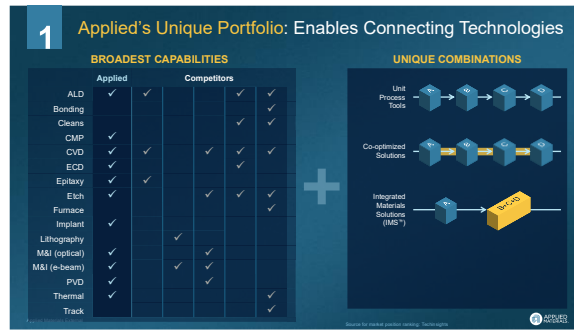 1
Applied's Unique Portfolio: Enables Connecting Technologies
BROADEST CAPABILITIES
Applied Competitors
ALD ✓ ✓ ✓ ✓
Bonding ✓
Cleans ✓ ✓
CMP ✓
CVD ✓ ✓ ✓ ✓ ✓
ECD ✓ ✓
Epitaxy ✓ ✓
Etch ✓ ✓ ✓ ✓
Furnace ✓
Implant ✓
Lithography ✓
M&I (optical) ✓ ✓
M&I (e-beam) ✓ ✓ ✓
PVD ✓ ✓
Thermal ✓ ✓
Track ✓
+
UNIQUE COMBINATIONS
Unit
Process
Tools
A B C D
Co-optimized
Solutions
A B C D
Integrated
Materials
Solutions
(IMS™)
A B+C+D
Source for market position ranking: TechInsights
APPLIED
MATERIALS